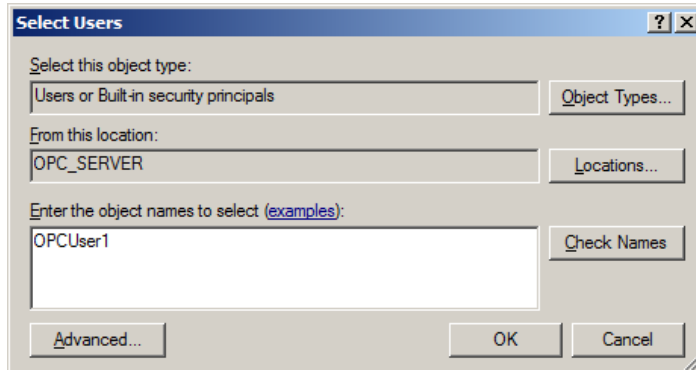 Select Users
Select this object type:
Users or Built-in security principals
Object Types...
From this location:
OPC_SERVER
Locations...
Enter the object names to select (examples):
OPCUser1
Check Names
Advanced...
OK
Cancel